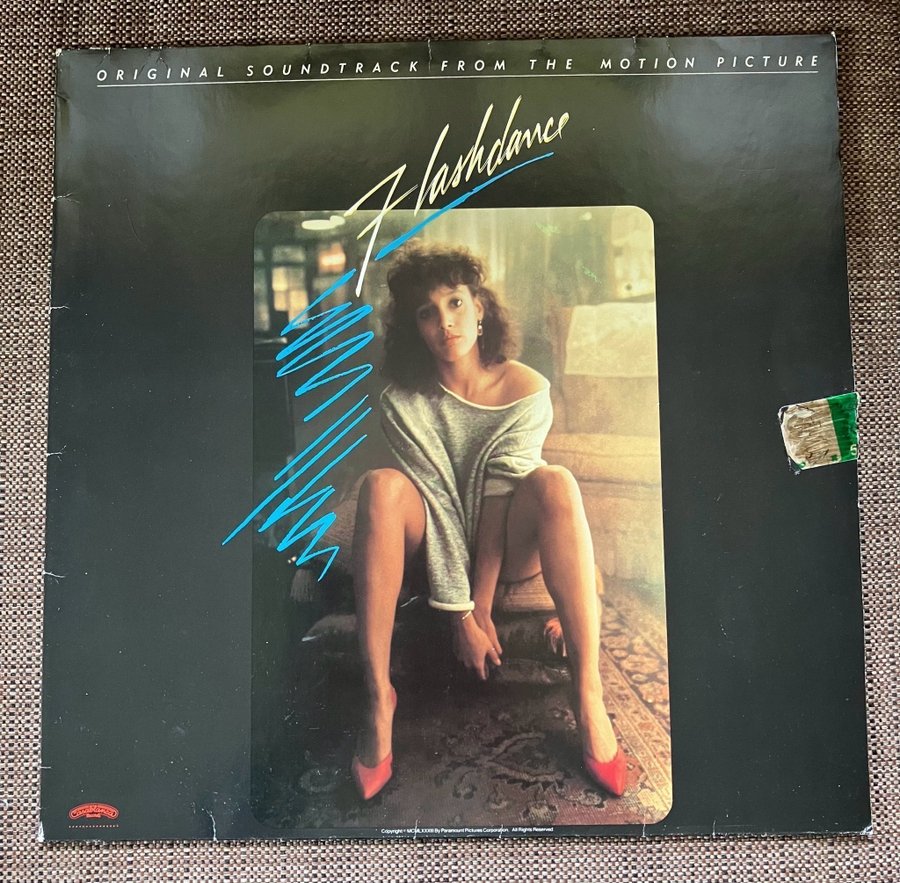 ORIGINAL SOUNDTRACK FROM THE MOTION PICTURE
Flashdance
Casablanca
Copyright © MCMLXXXIII By Paramount Pictures Corporation. All Rights Reserved